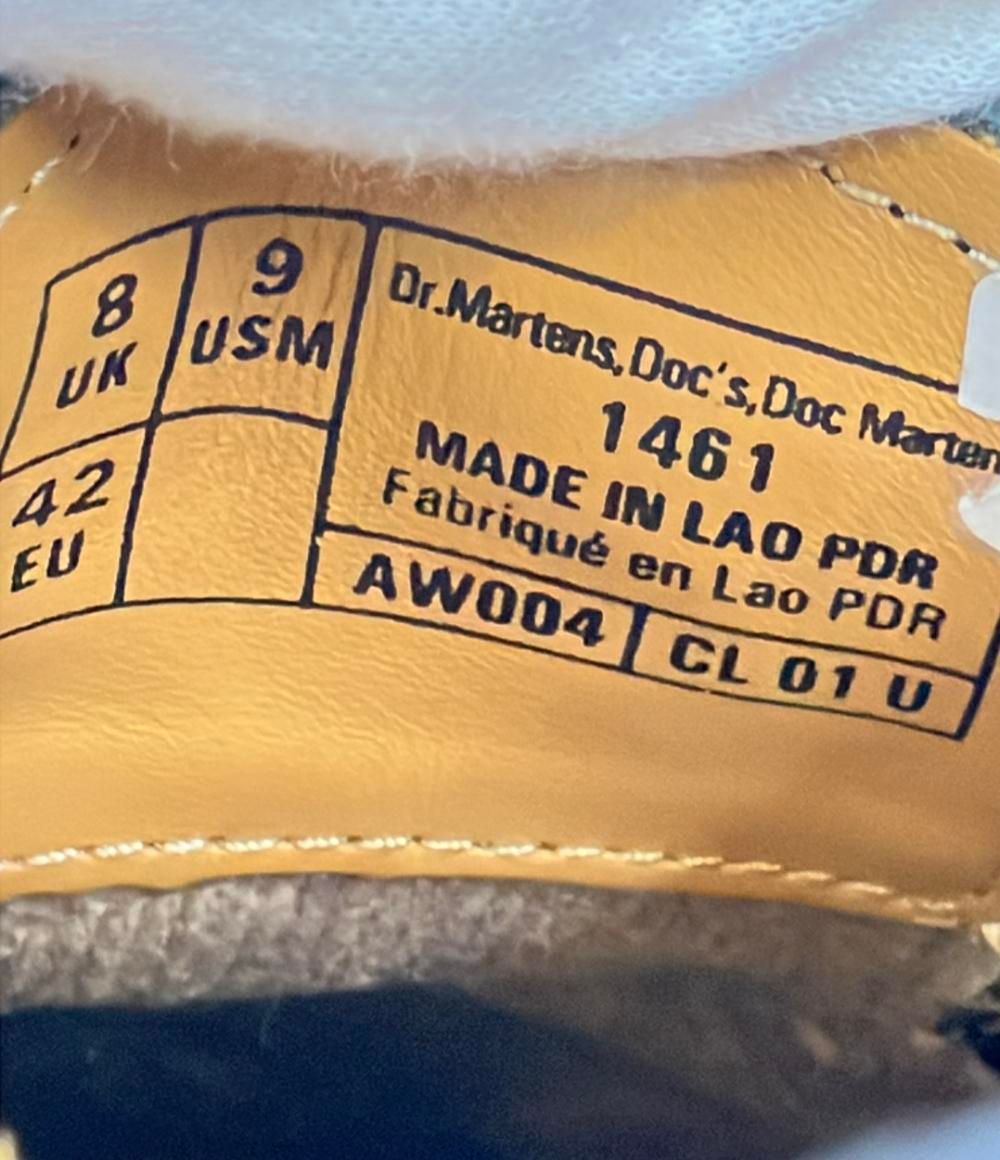 8
UK
9
USM
42
EU
Dr.Martens,Doc's,Doc Marten
1461
MADE IN LAO PDR
Fabriqué en Lao PDR
AW004
CL 01 U